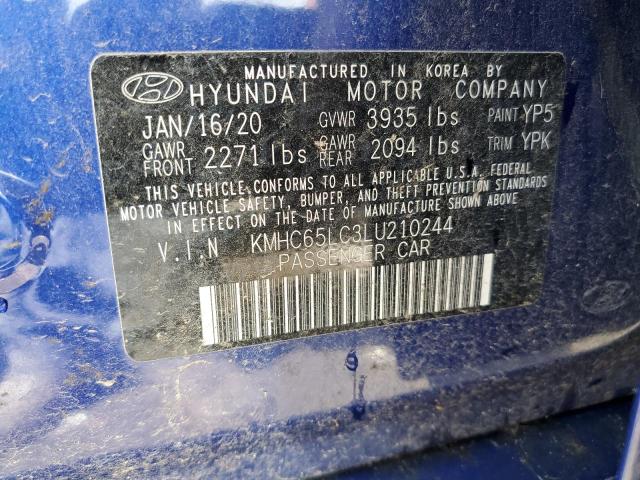 MANUFACTURED IN KOREA BY
HYUNDAI MOTOR COMPANY
JAN/16/20 GVWR 3935 lbs PAINT YP5
GAWR FRONT 2271 lbs GAWR REAR 2094 lbs TRIM YPK
THIS VEHICLE CONFORMS TO ALL APPLICABLE U.S.A. FEDERAL
MOTOR VEHICLE SAFETY, BUMPER, AND THEFT PREVENTION STANDARDS
IN EFFECT ON THE DATE OF MANUFACTURE SHOWN ABOVE
V.I.N KMHC65LC3LU210244
PASSENGER CAR